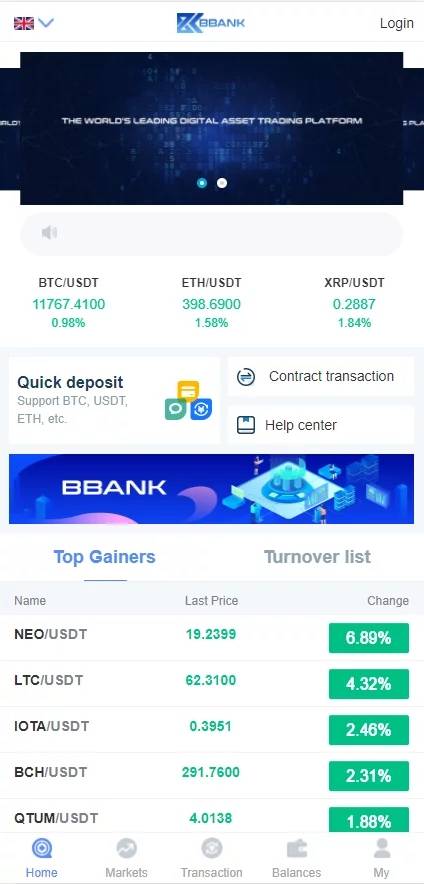 BBANK
Login
THE WORLD'S LEADING DIGITAL ASSET TRADING PLATFORM
BTC/USDT ETH/USDT XRP/USDT
11767.4100 398.6900 0.2887
0.98% 1.58% 1.84%
Quick deposit
Support BTC, USDT,
ETH, etc.
Contract transaction
Help center
BBANK
Top Gainers Turnover list
Name Last Price Change
NEO/USDT 19.2399 6.89%
LTC/USDT 62.3100 4.32%
IOTA/USDT 0.3951 2.46%
BCH/USDT 291.7600 2.31%
QTUM/USDT 4.0138 1.88%
Home Markets Transaction Balances My